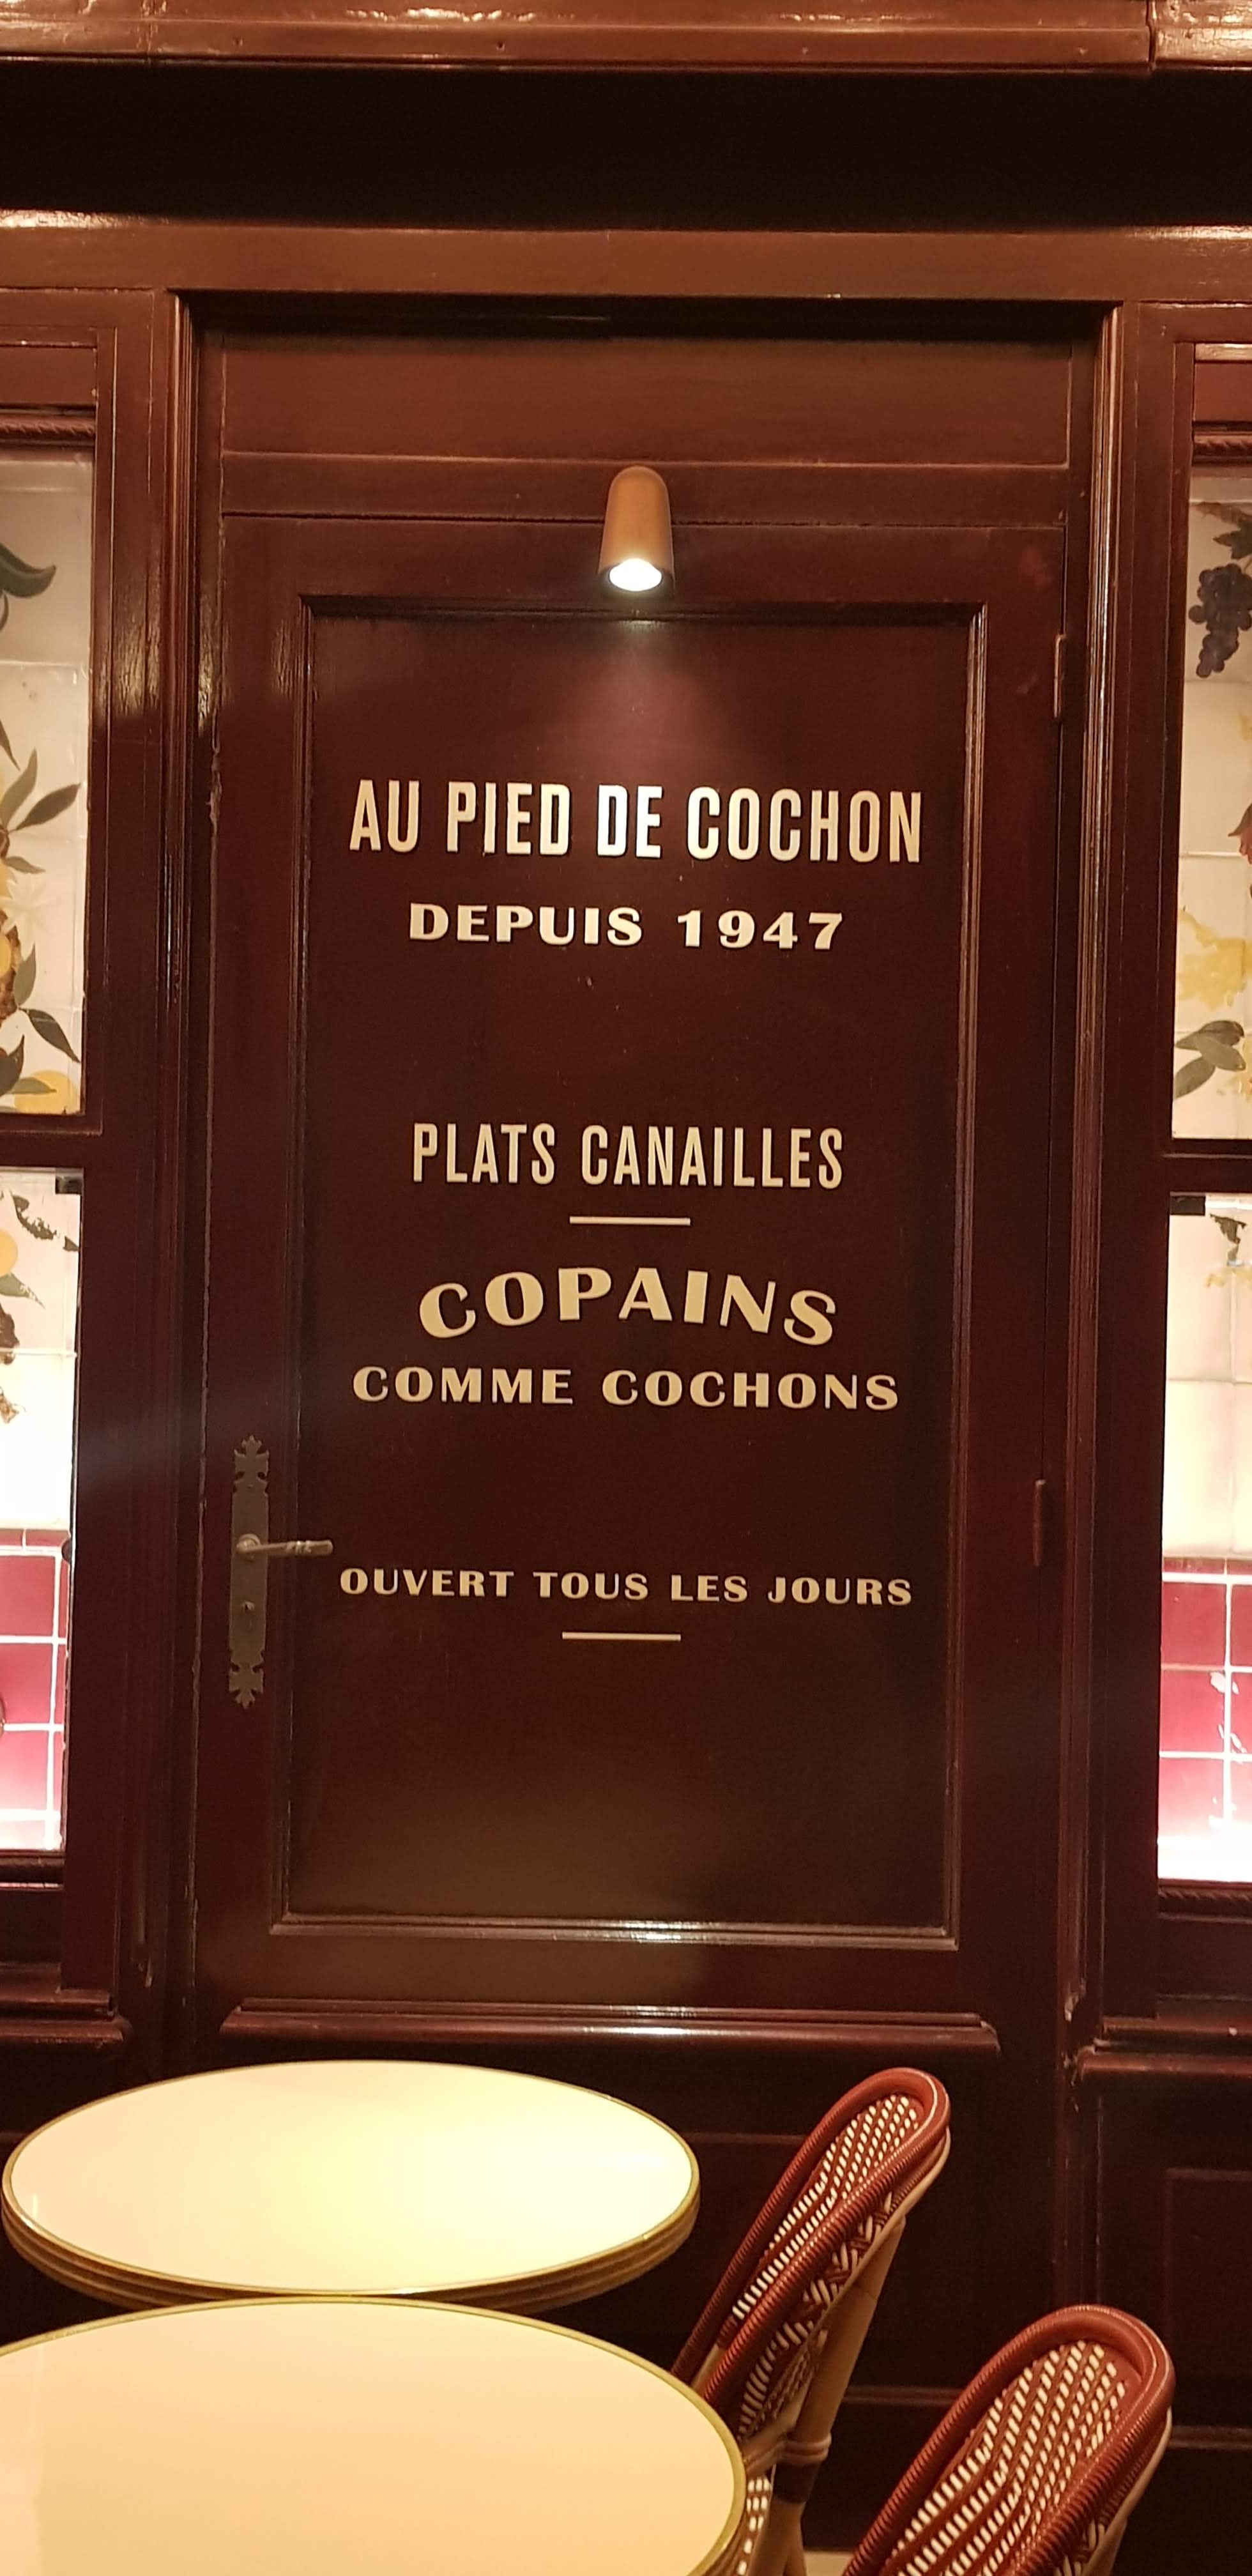 AU PIED DE COCHON
DEPUIS 1947
PLATS CANAILLES
COPAINS
COMME COCHONS
OUVERT TOUS LES JOURS